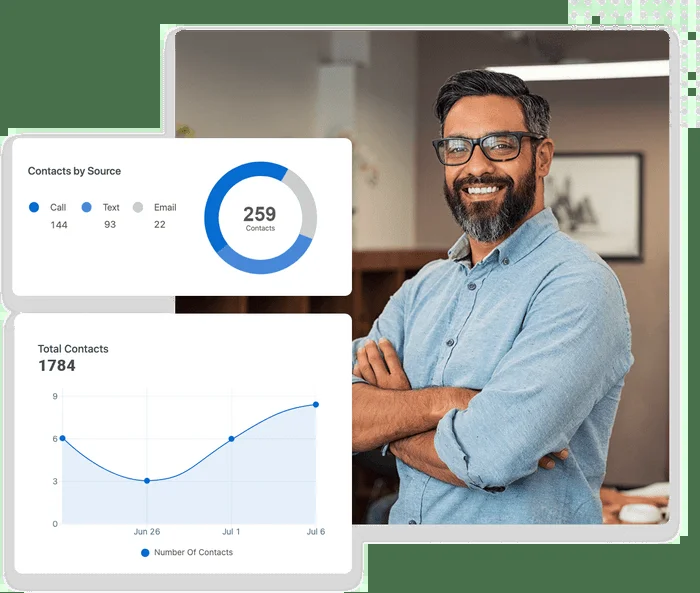 Contacts by Source
Call Text Email
144 93 22
259
Contacts
Total Contacts
1784
9
6
3
0
Jun 26 Jul 1 Jul 6
Number Of Contacts